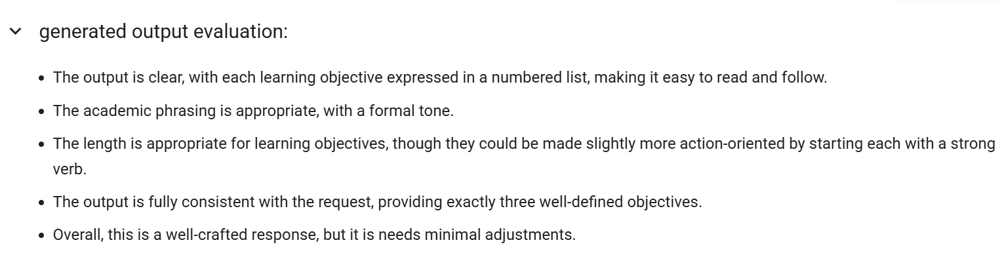 generated output evaluation:
• The output is clear, with each learning objective expressed in a numbered list, making it easy to read and follow.
• The academic phrasing is appropriate, with a formal tone.
• The length is appropriate for learning objectives, though they could be made slightly more action-oriented by starting each with a strong
verb.
• The output is fully consistent with the request, providing exactly three well-defined objectives.
• Overall, this is a well-crafted response, but it is needs minimal adjustments.